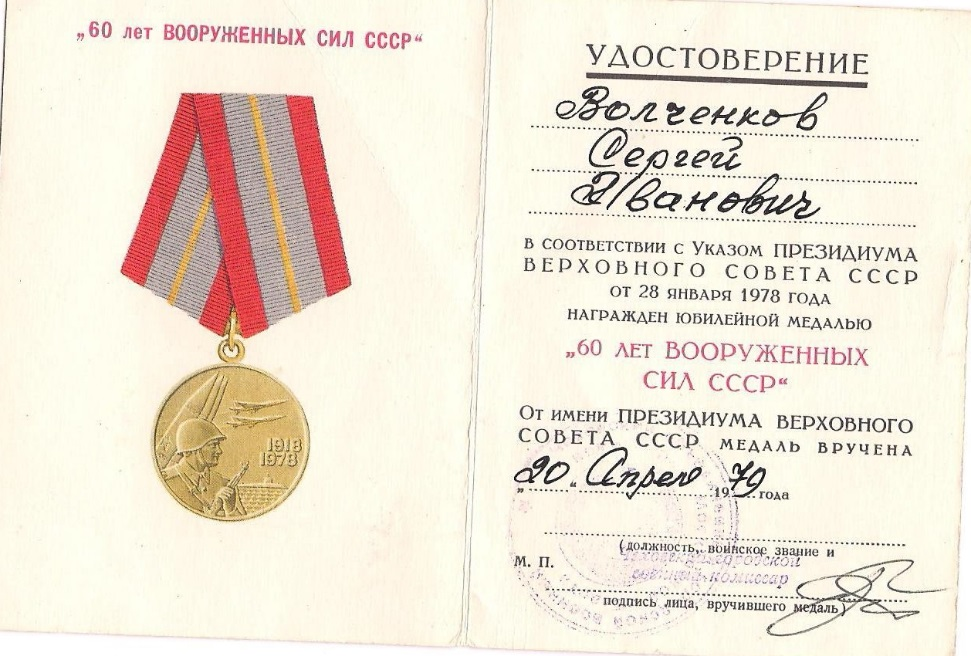 „60 лет ВООРУЖЕННЫХ СИЛ СССР“
1918
1978
УДОСТОВЕРЕНИЕ
Волченков
Сергей
Иванович
В СООТВЕТСТВИИ С УКАЗОМ ПРЕЗИДИУМА
ВЕРХОВНОГО СОВЕТА СССР
ОТ 28 ЯНВАРЯ 1978 ГОДА
НАГРАЖДЕН ЮБИЛЕЙНОЙ МЕДАЛЬЮ
„60 ЛЕТ ВООРУЖЕННЫХ
СИЛ СССР“
ОТ ИМЕНИ ПРЕЗИДИУМА ВЕРХОВНОГО
СОВЕТА СССР МЕДАЛЬ ВРУЧЕНА
„20“ Апрел 1979 года
(должность, воинское звание и
городской
военный комиссар
М. П.
подпись лица, вручившего медаль)